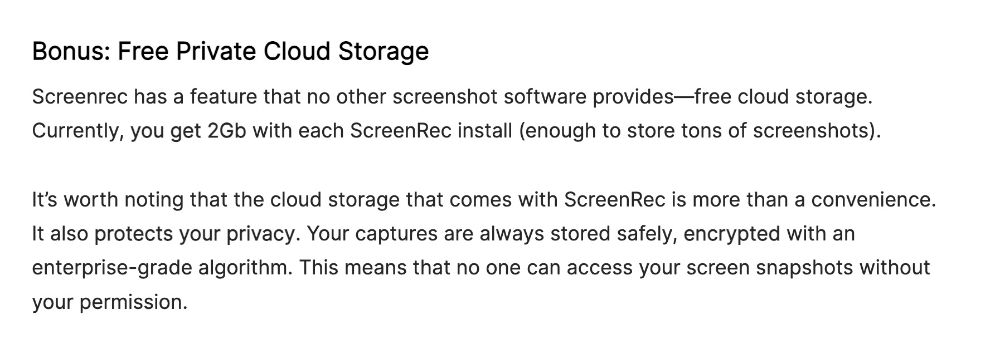 Bonus: Free Private Cloud Storage
Screenrec has a feature that no other screenshot software provides—free cloud storage.
Currently, you get 2Gb with each ScreenRec install (enough to store tons of screenshots).
It’s worth noting that the cloud storage that comes with ScreenRec is more than a convenience.
It also protects your privacy. Your captures are always stored safely, encrypted with an
enterprise-grade algorithm. This means that no one can access your screen snapshots without
your permission.